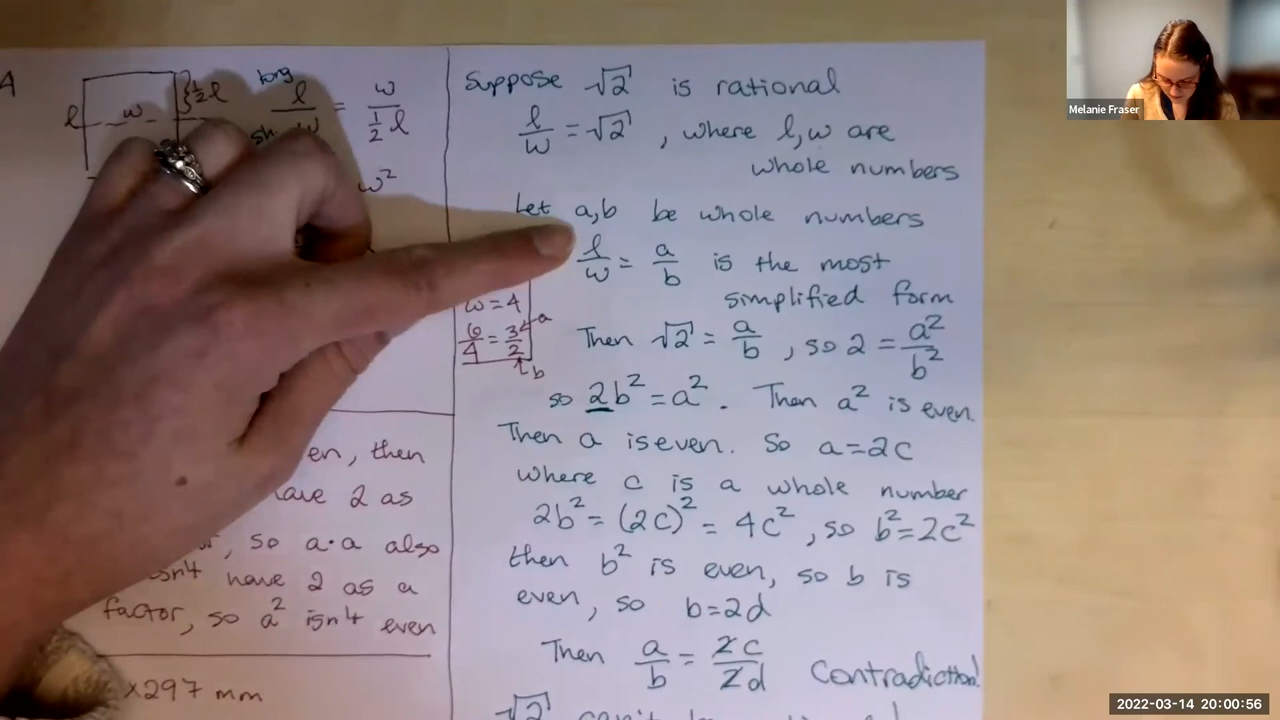 A
l
w
½l
long
l/w = w/½l
sh
w²
w = 4
6/4 = 3/2
a
b
en, then
have 2 as
, so a·a also
isn't have 2 as a
factor, so a² isn't even
×297 mm
Suppose √2 is rational
l/w = √2, where l, w are
whole numbers
Let a,b be whole numbers
l/w = a/b is the most
simplified form
Then √2 = a/b, so 2 = a²/b²
so 2b² = a². Then a² is even.
Then a is even. So a=2c
where c is a whole number
2b² = (2c)² = 4c², so b²=2c²
then b² is even, so b is
even, so b=2d
Then a/b = 2c/2d Contradiction!
√2 can't
Melanie Fraser
2022-03-14 20:00:56